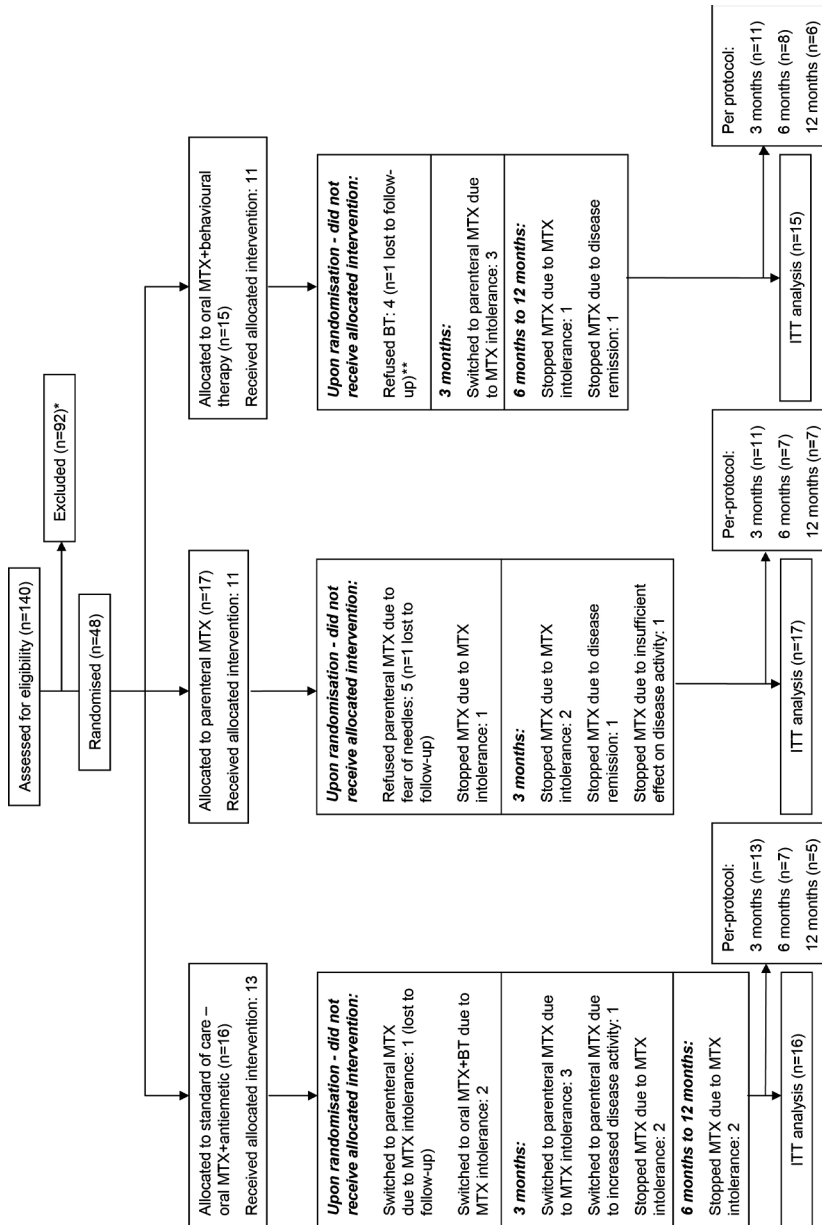 Assessed for eligibility (n=140)
Excluded (n=92)*
Randomised (n=48)
Allocated to standard of care –
oral MTX+antiemetic (n=16)
Received allocated intervention: 13
Upon randomisation - did not
receive allocated intervention:
Switched to parenteral MTX
due to MTX intolerance: 1 (lost to
follow-up)
Switched to oral MTX+BT due to
MTX intolerance: 2
3 months:
Switched to parenteral MTX due
to MTX intolerance: 3
Switched to parenteral MTX due
to increased disease activity: 1
Stopped MTX due to MTX
intolerance: 2
6 months to 12 months:
Stopped MTX due to MTX
intolerance: 2
Per-protocol:
3 months (n=13)
6 months (n=7)
12 months (n=5)
ITT analysis (n=16)
Allocated to parenteral MTX (n=17)
Received allocated intervention: 11
Upon randomisation - did not
receive allocated intervention:
Refused parenteral MTX due to
fear of needles: 5 (n=1 lost to
follow-up)
Stopped MTX due to MTX
intolerance: 1
3 months:
Stopped MTX due to MTX
intolerance: 2
Stopped MTX due to disease
remission: 1
Stopped MTX due to insufficient
effect on disease activity: 1
Per-protocol:
3 months (n=11)
6 months (n=7)
12 months (n=7)
ITT analysis (n=17)
Allocated to oral MTX+behavioural
therapy (n=15)
Received allocated intervention: 11
Upon randomisation - did not
receive allocated intervention:
Refused BT: 4 (n=1 lost to follow-
up)**
3 months:
Switched to parenteral MTX due
to MTX intolerance: 3
6 months to 12 months:
Stopped MTX due to MTX
intolerance: 1
Stopped MTX due to disease
remission: 1
Per protocol:
3 months (n=11)
6 months (n=8)
12 months (n=6)
ITT analysis (n=15)